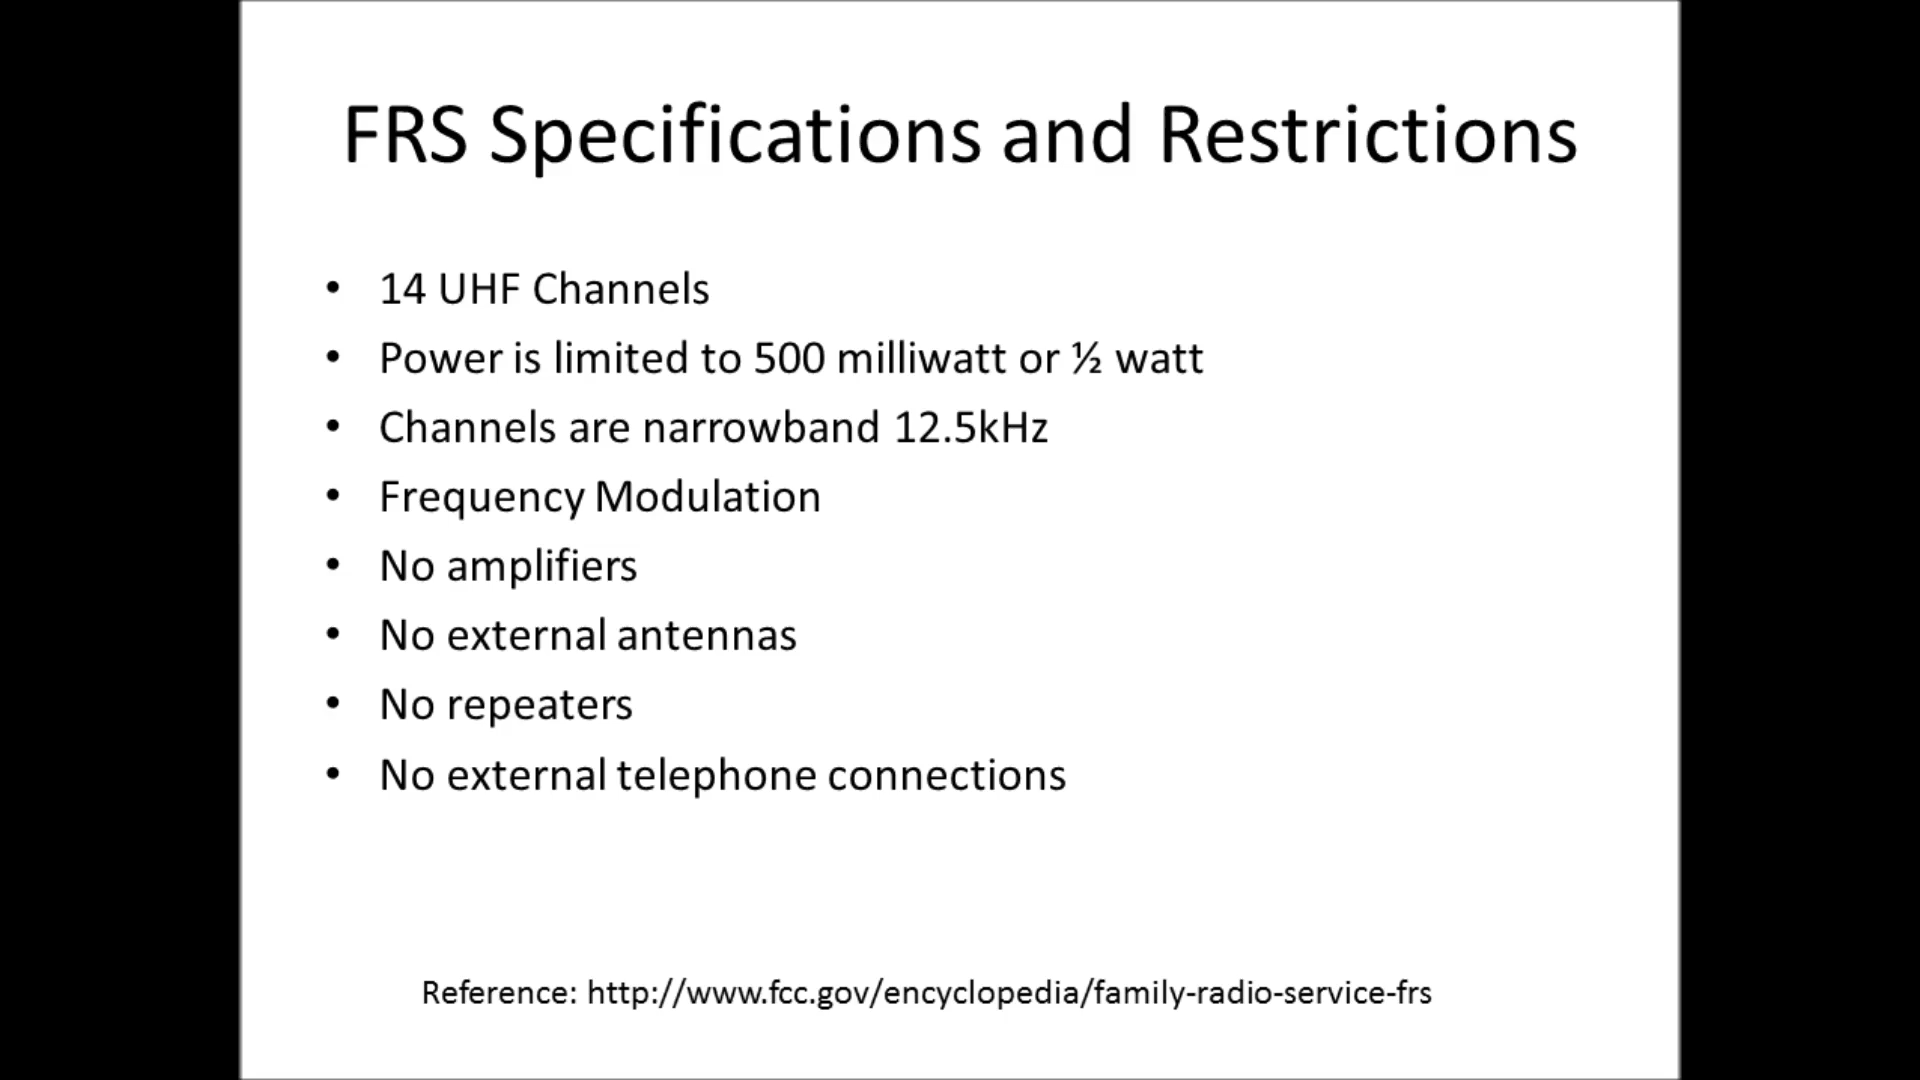 FRS Specifications and Restrictions
• 14 UHF Channels
• Power is limited to 500 milliwatt or ½ watt
• Channels are narrowband 12.5kHz
• Frequency Modulation
• No amplifiers
• No external antennas
• No repeaters
• No external telephone connections
Reference: http://www.fcc.gov/encyclopedia/family-radio-service-frs